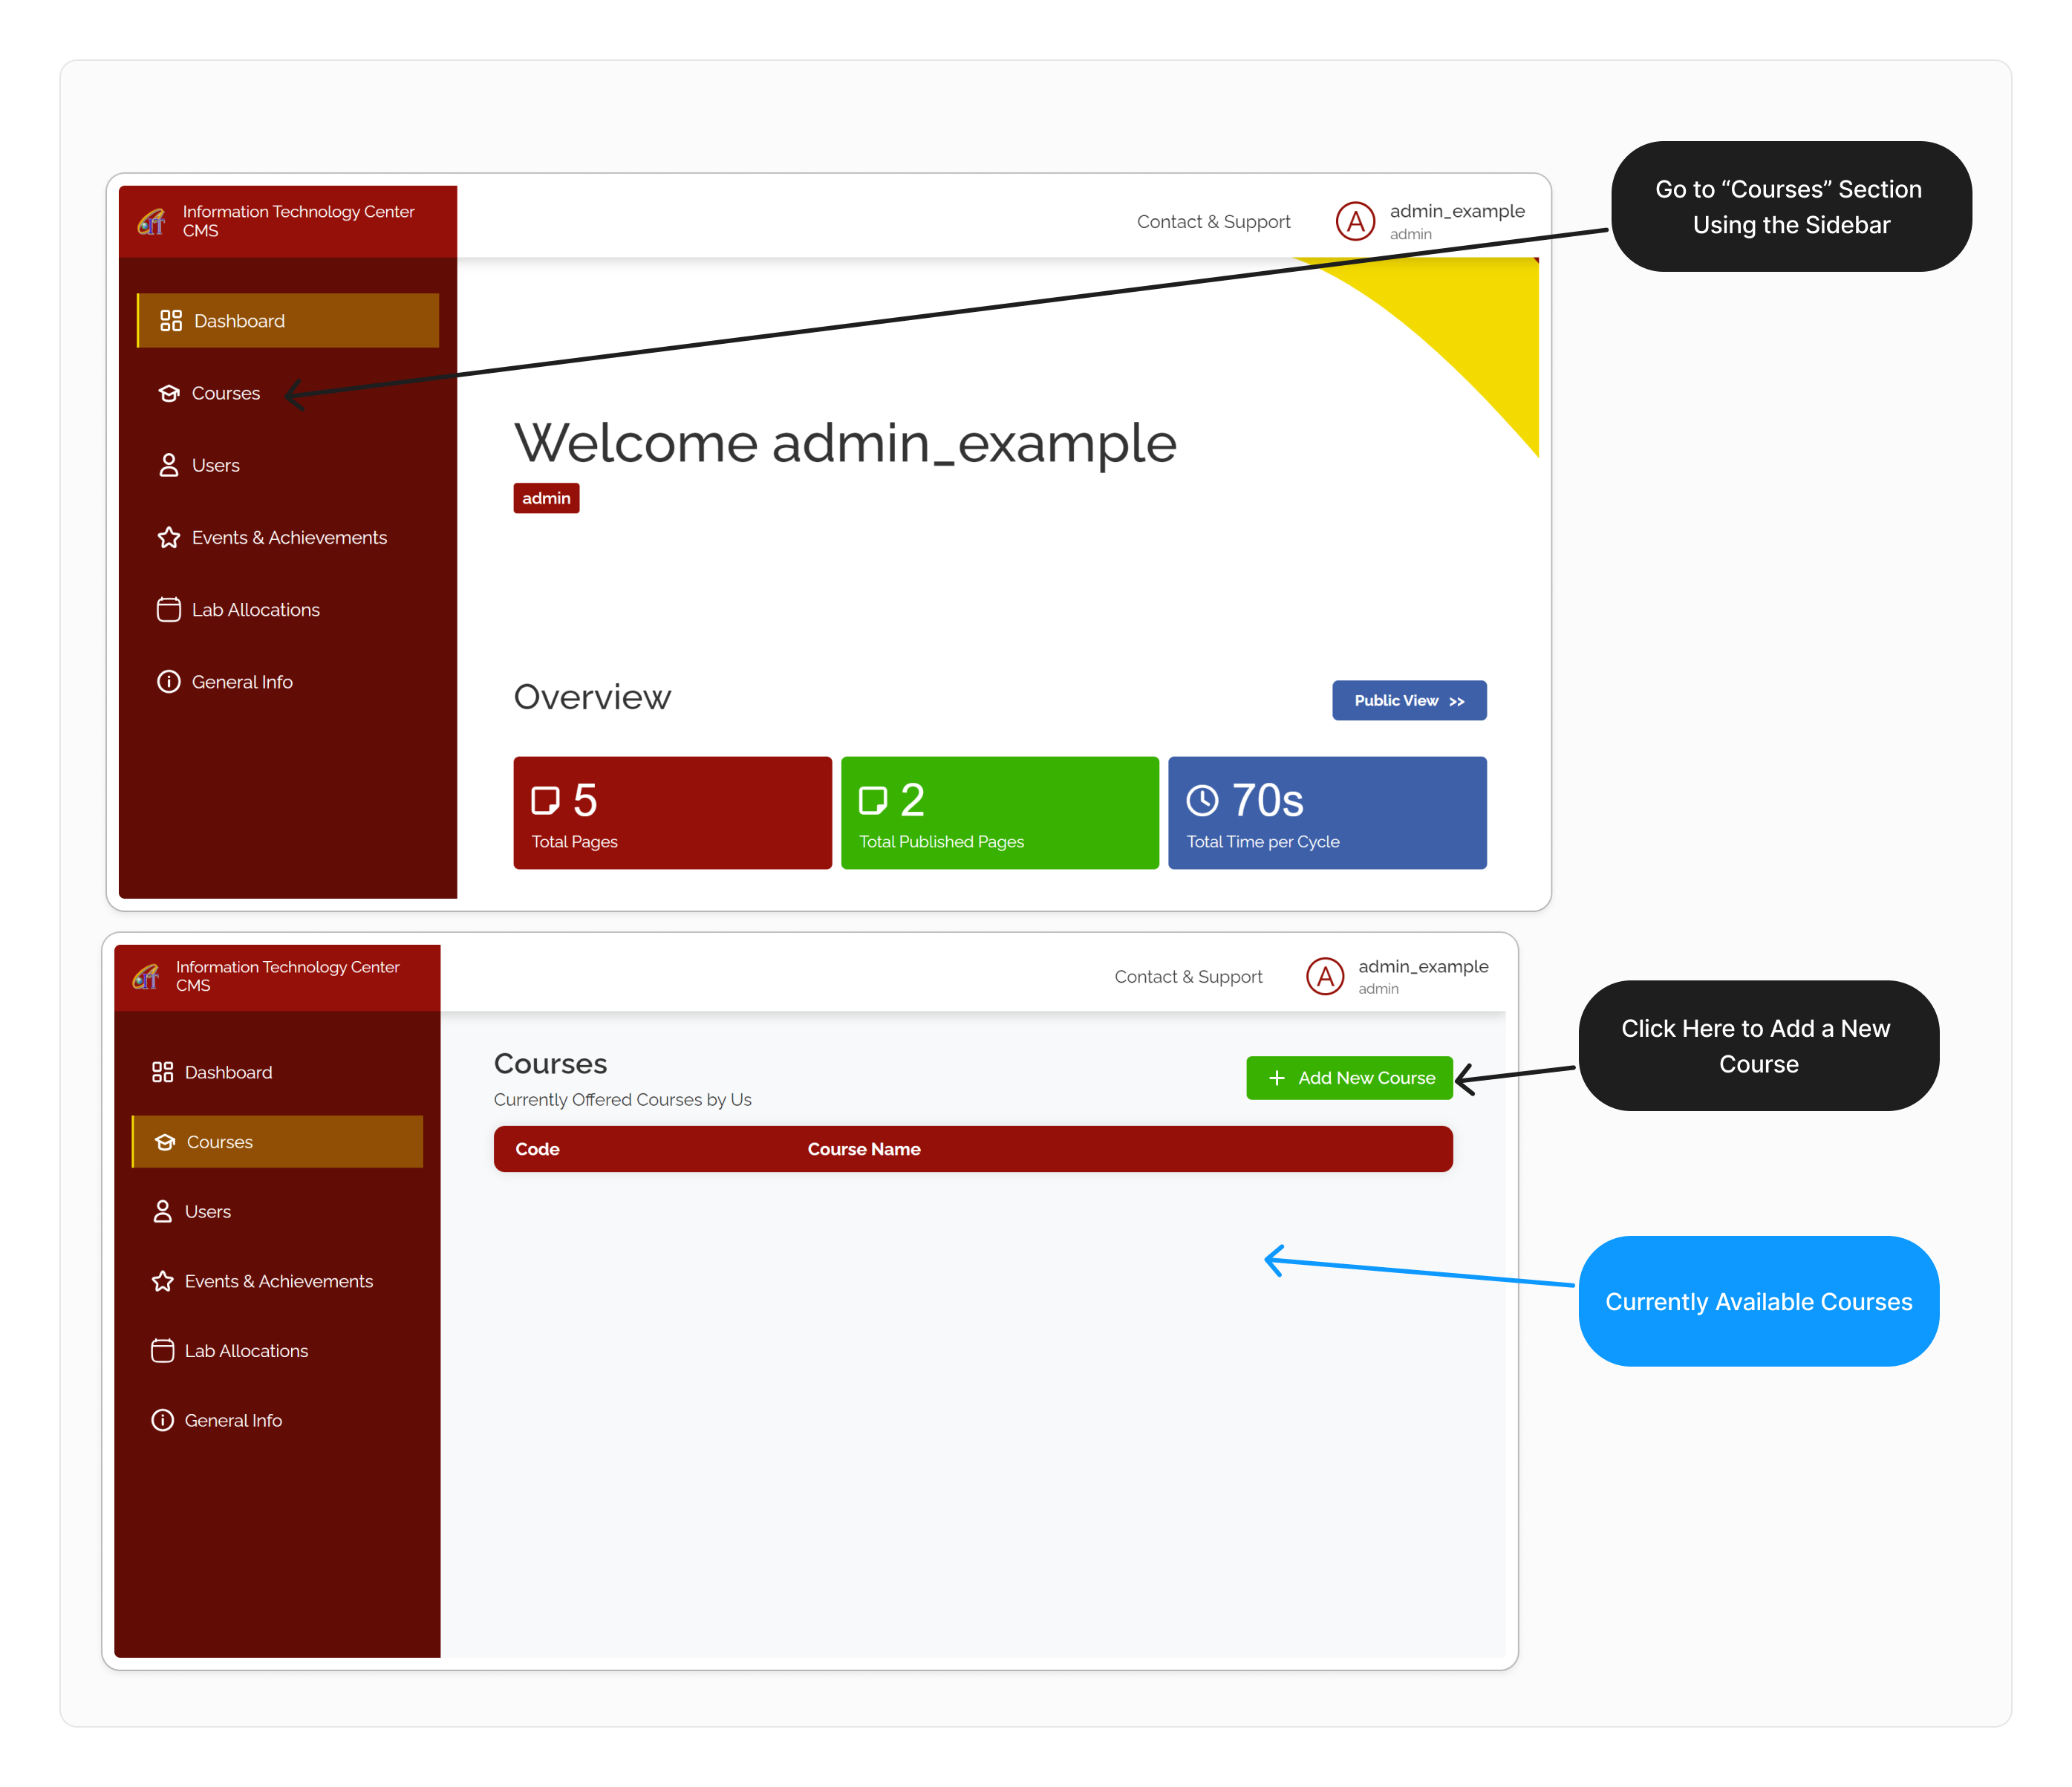 Go to “Courses” Section
Using the Sidebar
Information Technology Center
CMS
Contact & Support
A
admin_example
admin
Dashboard
Courses
Users
Events & Achievements
Lab Allocations
General Info
Welcome admin_example
admin
Overview
Public View >>
5
Total Pages
2
Total Published Pages
70s
Total Time per Cycle
Information Technology Center
CMS
Contact & Support
A
admin_example
admin
Dashboard
Courses
Users
Events & Achievements
Lab Allocations
General Info
Courses
Currently Offered Courses by Us
+ Add New Course
Code Course Name
Click Here to Add a New
Course
Currently Available Courses